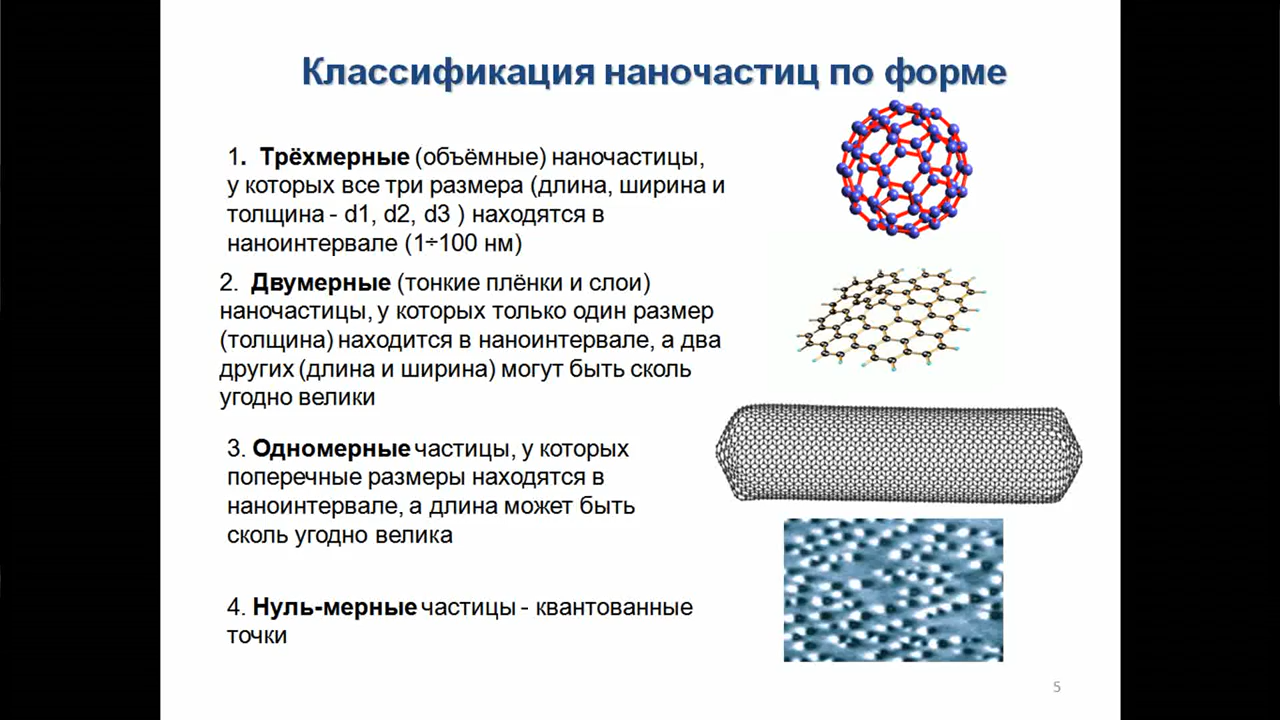 Классификация наночастиц по форме
1. Трёхмерные (объёмные) наночастицы,
у которых все три размера (длина, ширина и
толщина - d1, d2, d3 ) находятся в
наноинтервале (1÷100 нм)
2. Двумерные (тонкие плёнки и слои)
наночастицы, у которых только один размер
(толщина) находится в наноинтервале, а два
других (длина и ширина) могут быть сколь
угодно велики
3. Одномерные частицы, у которых
поперечные размеры находятся в
наноинтервале, а длина может быть
сколь угодно велика
4. Нуль-мерные частицы - квантованные
точки
5